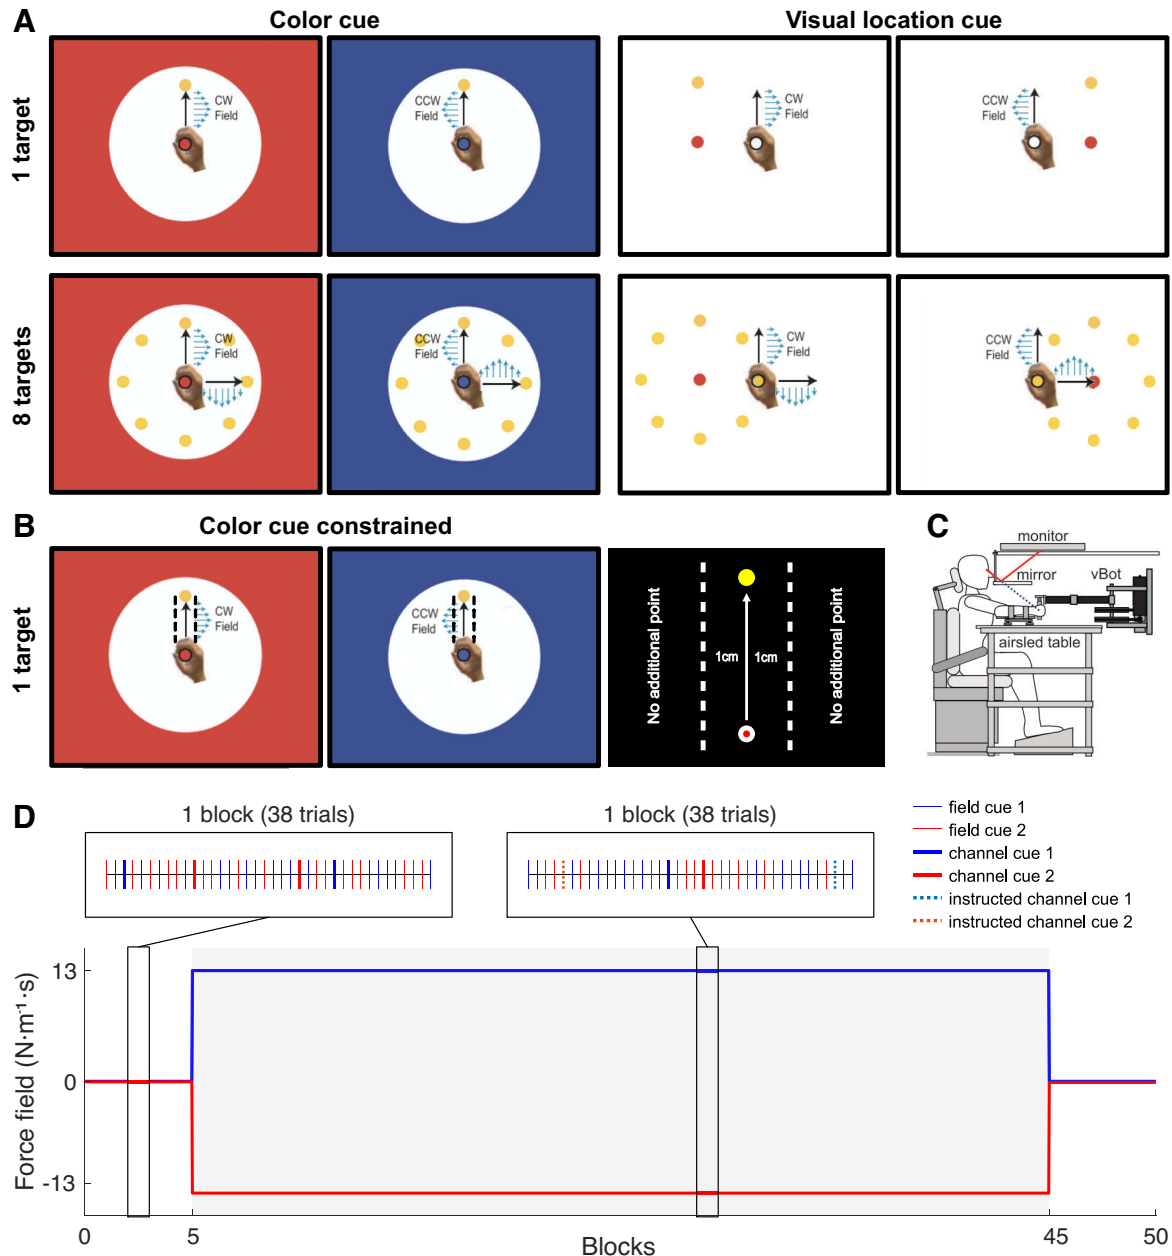 A
Color cue
Visual location cue
1 target
CW
Field
CCW
Field
CW
Field
CCW
Field
8 targets
CW
Field
CCW
Field
CW
Field
CCW
Field
B
Color cue constrained
1 target
CW
Field
CCW
Field
No additional point
1cm
1cm
No additional point
C
monitor
mirror
vBot
airsled table
D
1 block (38 trials)
1 block (38 trials)
field cue 1
field cue 2
channel cue 1
channel cue 2
instructed channel cue 1
instructed channel cue 2
Force field (N·m⁻¹·s)
13
0
-13
0
5
45
50
Blocks